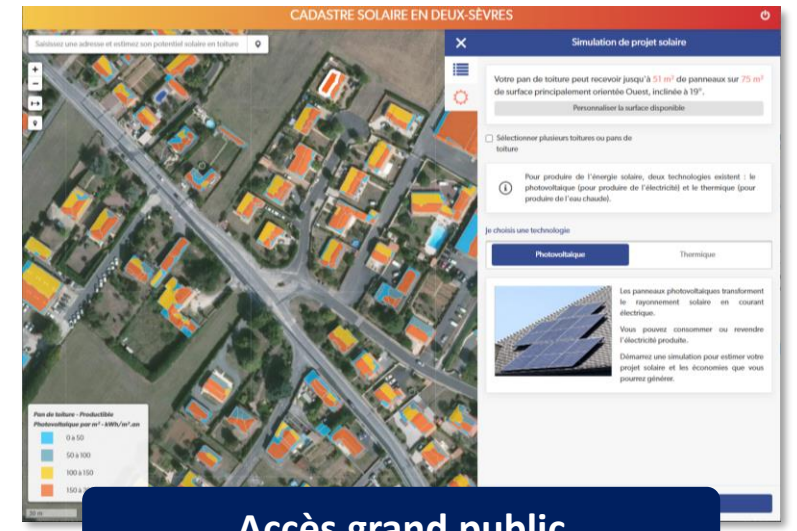 CADASTRE SOLAIRE EN DEUX-SÈVRES
Saisissez une adresse et estimez son potentiel solaire en toiture
Simulation de projet solaire
Votre pan de toiture peut recevoir jusqu'à 51 m² de panneaux sur 75 m²
de surface principalement orientée Ouest, inclinée à 19°.
Personnaliser la surface disponible
Sélectionner plusieurs toitures ou pans de
toiture
Pour produire de l'énergie solaire, deux technologies existent : le
photovoltaïque (pour produire de l'électricité) et le thermique (pour
produire de l'eau chaude).
Je choisis une technologie
Photovoltaïque
Thermique
Les panneaux photovoltaïques transforment
le rayonnement solaire en courant
électrique.
Vous pouvez consommer ou revendre
l'électricité produite.
Démarrez une simulation pour estimer votre
projet solaire et les économies que vous
pourrez générer.
Pan de toiture - Productible
Photovoltaïque par m² - kWh/m².an
0 à 50
50 à 100
100 à 150
150 à
20 m
Accès grand public